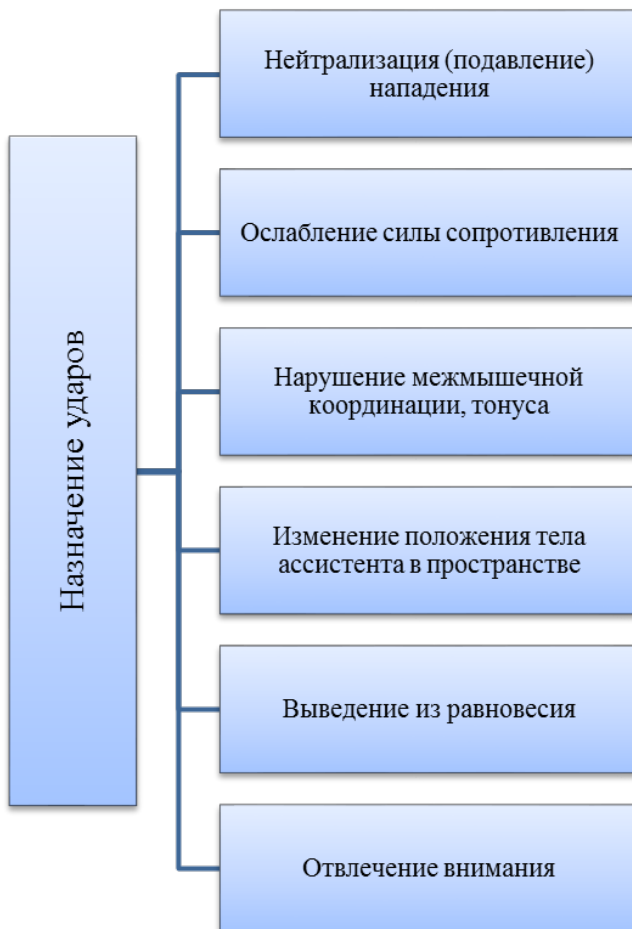 Назначение ударов
Нейтрализация (подавление)
нападения
Ослабление силы сопротивления
Нарушение межмышечной
координации, тонуса
Изменение положения тела
ассистента в пространстве
Выведение из равновесия
Отвлечение внимания